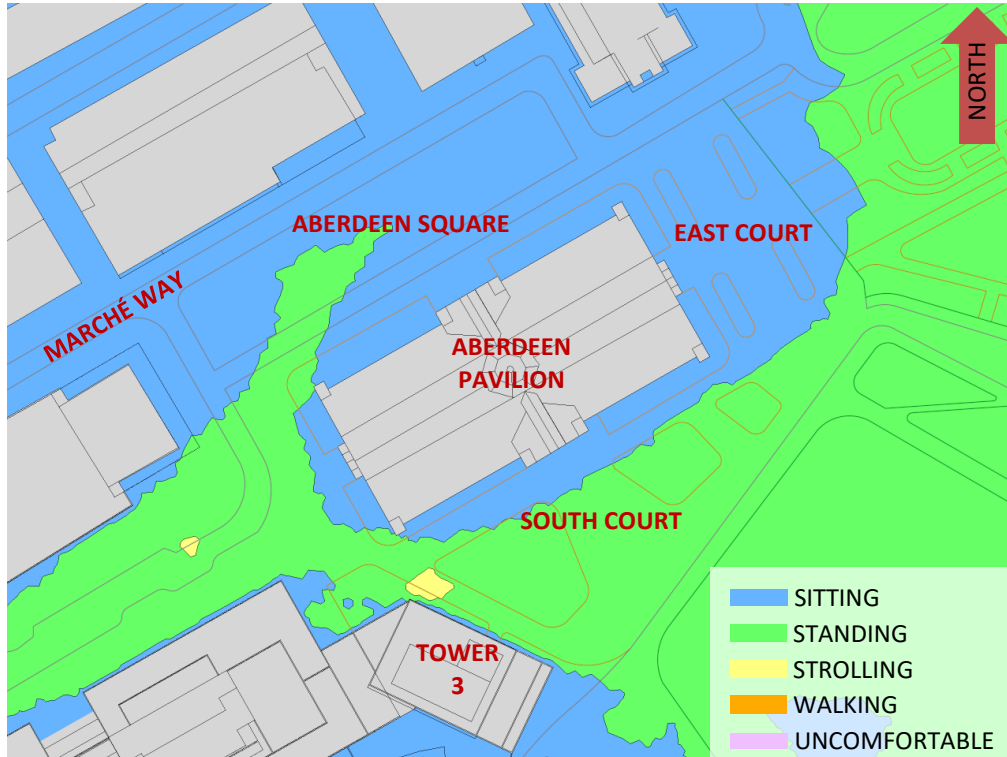 NORTH
ABERDEEN SQUARE
EAST COURT
MARCHÉ WAY
ABERDEEN
PAVILION
SOUTH COURT
TOWER
3
SITTING
STANDING
STROLLING
WALKING
UNCOMFORTABLE